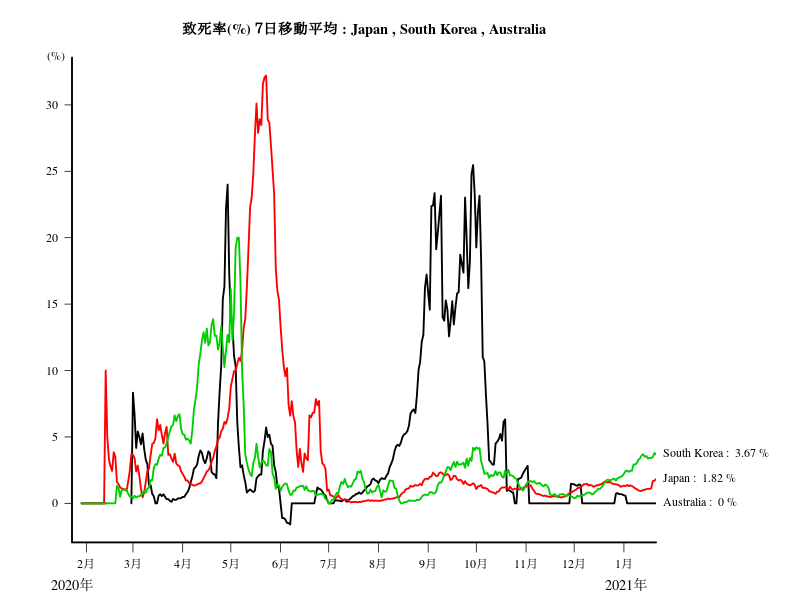 致死率(%) 7日移動平均 : Japan , South Korea , Australia
(%)
30
25
20
15
10
5
0
South Korea : 3.67 %
Japan : 1.82 %
Australia : 0 %
2月 3月 4月 5月 6月 7月 8月 9月 10月 11月 12月 1月
2020年 2021年